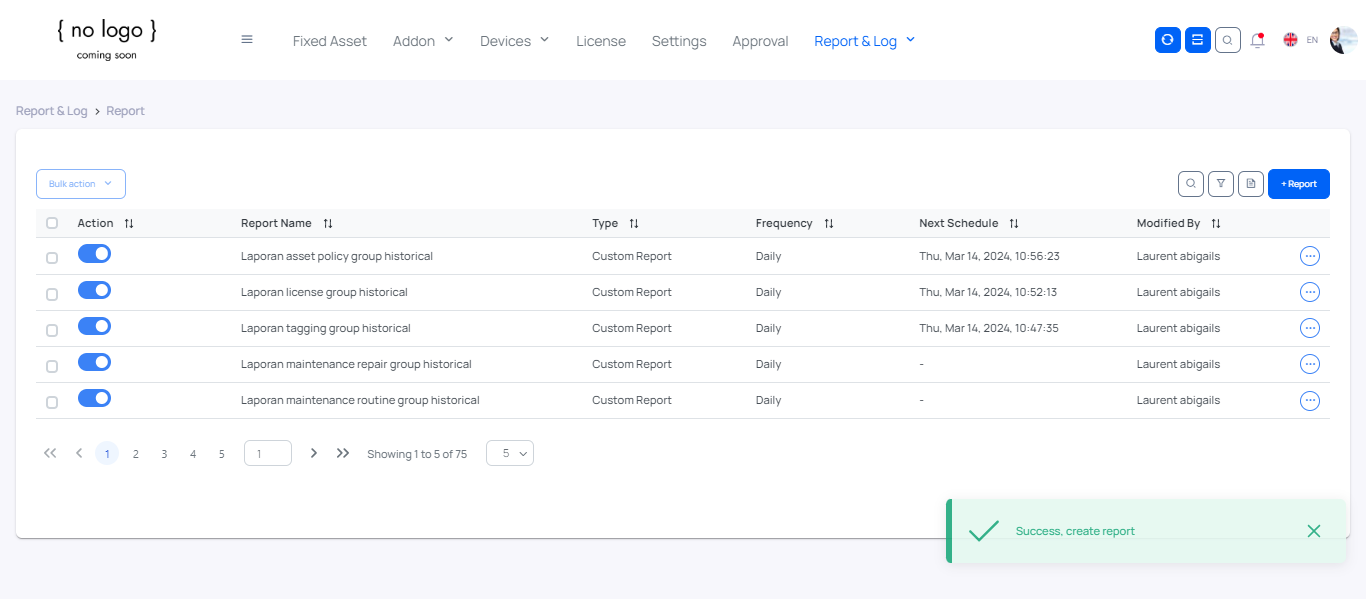 { no logo }
coming soon
Fixed Asset Addon Devices License Settings Approval Report & Log EN
Report & Log > Report
Bulk action + Report
Action Report Name Type Frequency Next Schedule Modified By
Laporan asset policy group historical Custom Report Daily Thu, Mar 14, 2024, 10:56:23 Laurent abigails
Laporan license group historical Custom Report Daily Thu, Mar 14, 2024, 10:52:13 Laurent abigails
Laporan tagging group historical Custom Report Daily Thu, Mar 14, 2024, 10:47:35 Laurent abigails
Laporan maintenance repair group historical Custom Report Daily - Laurent abigails
Laporan maintenance routine group historical Custom Report Daily - Laurent abigails
1 2 3 4 5 1 Showing 1 to 5 of 75 5
Success, create report